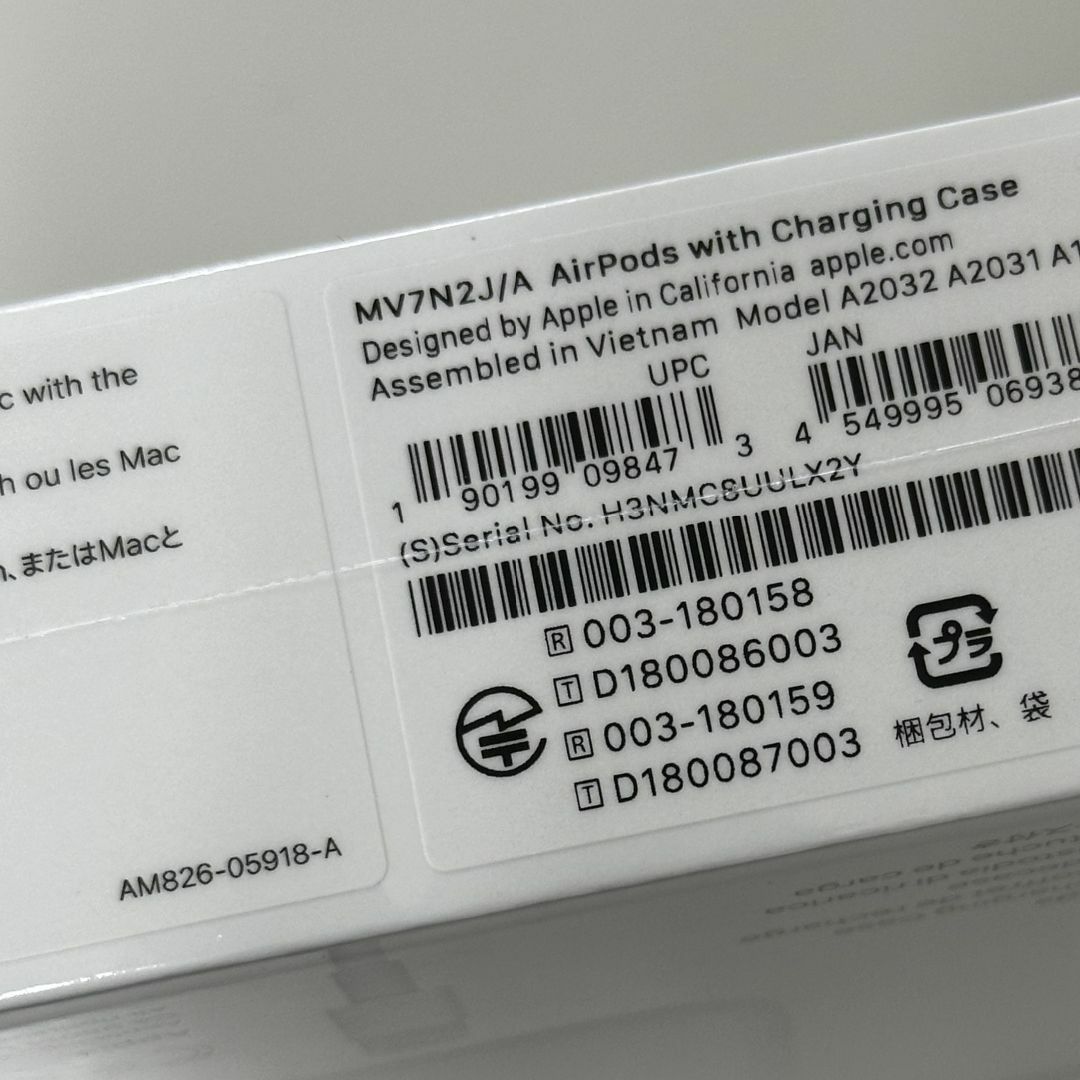 c with the
h ou les Mac
、またはMacと
AM826-05918-A
MV7N2J/A AirPods with Charging Case
Designed by Apple in California apple.com
Assembled in Vietnam Model A2032 A2031 A1
UPC
JAN
1 90199 09847 3
4 549995 06938
(S)Serial No. H3NMC8UULX2Y
R 003-180158
T D180086003
R 003-180159
T D180087003
プラ
梱包材、袋